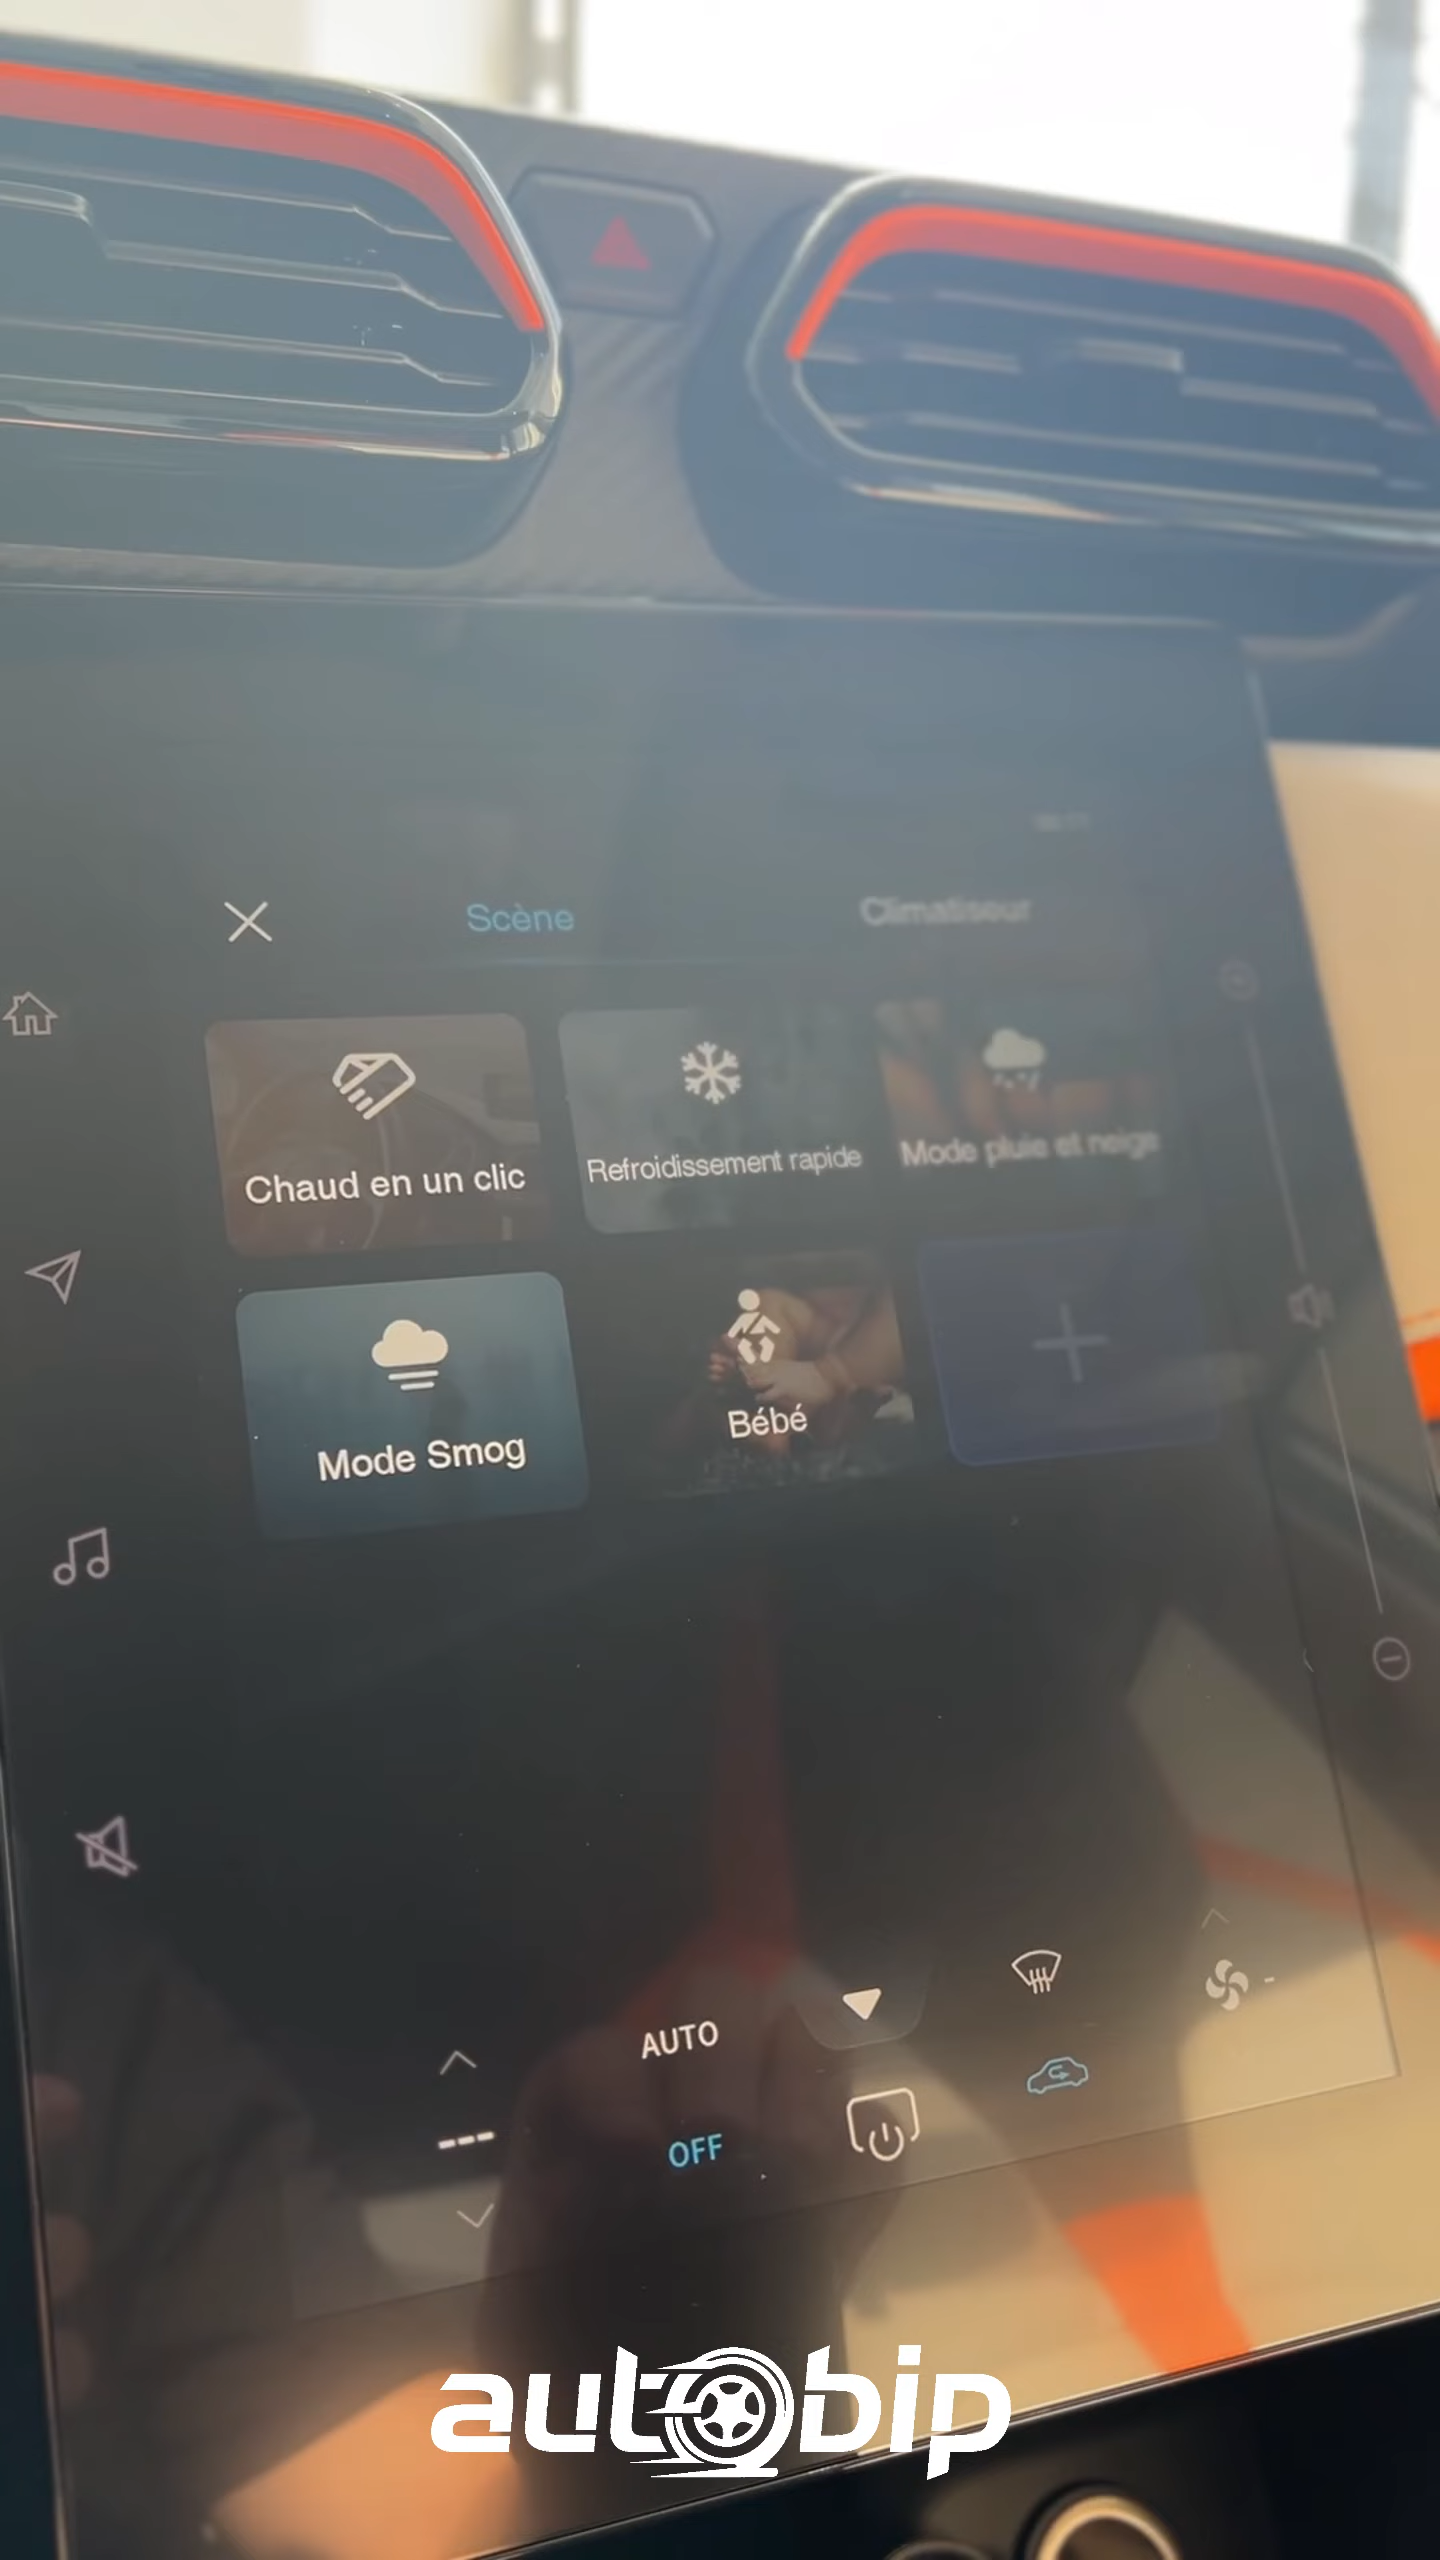 Scène
Climatiseur
Chaud en un clic
Refroidissement rapide
Mode pluie et neige
Mode Smog
Bébé
AUTO
OFF
autobip